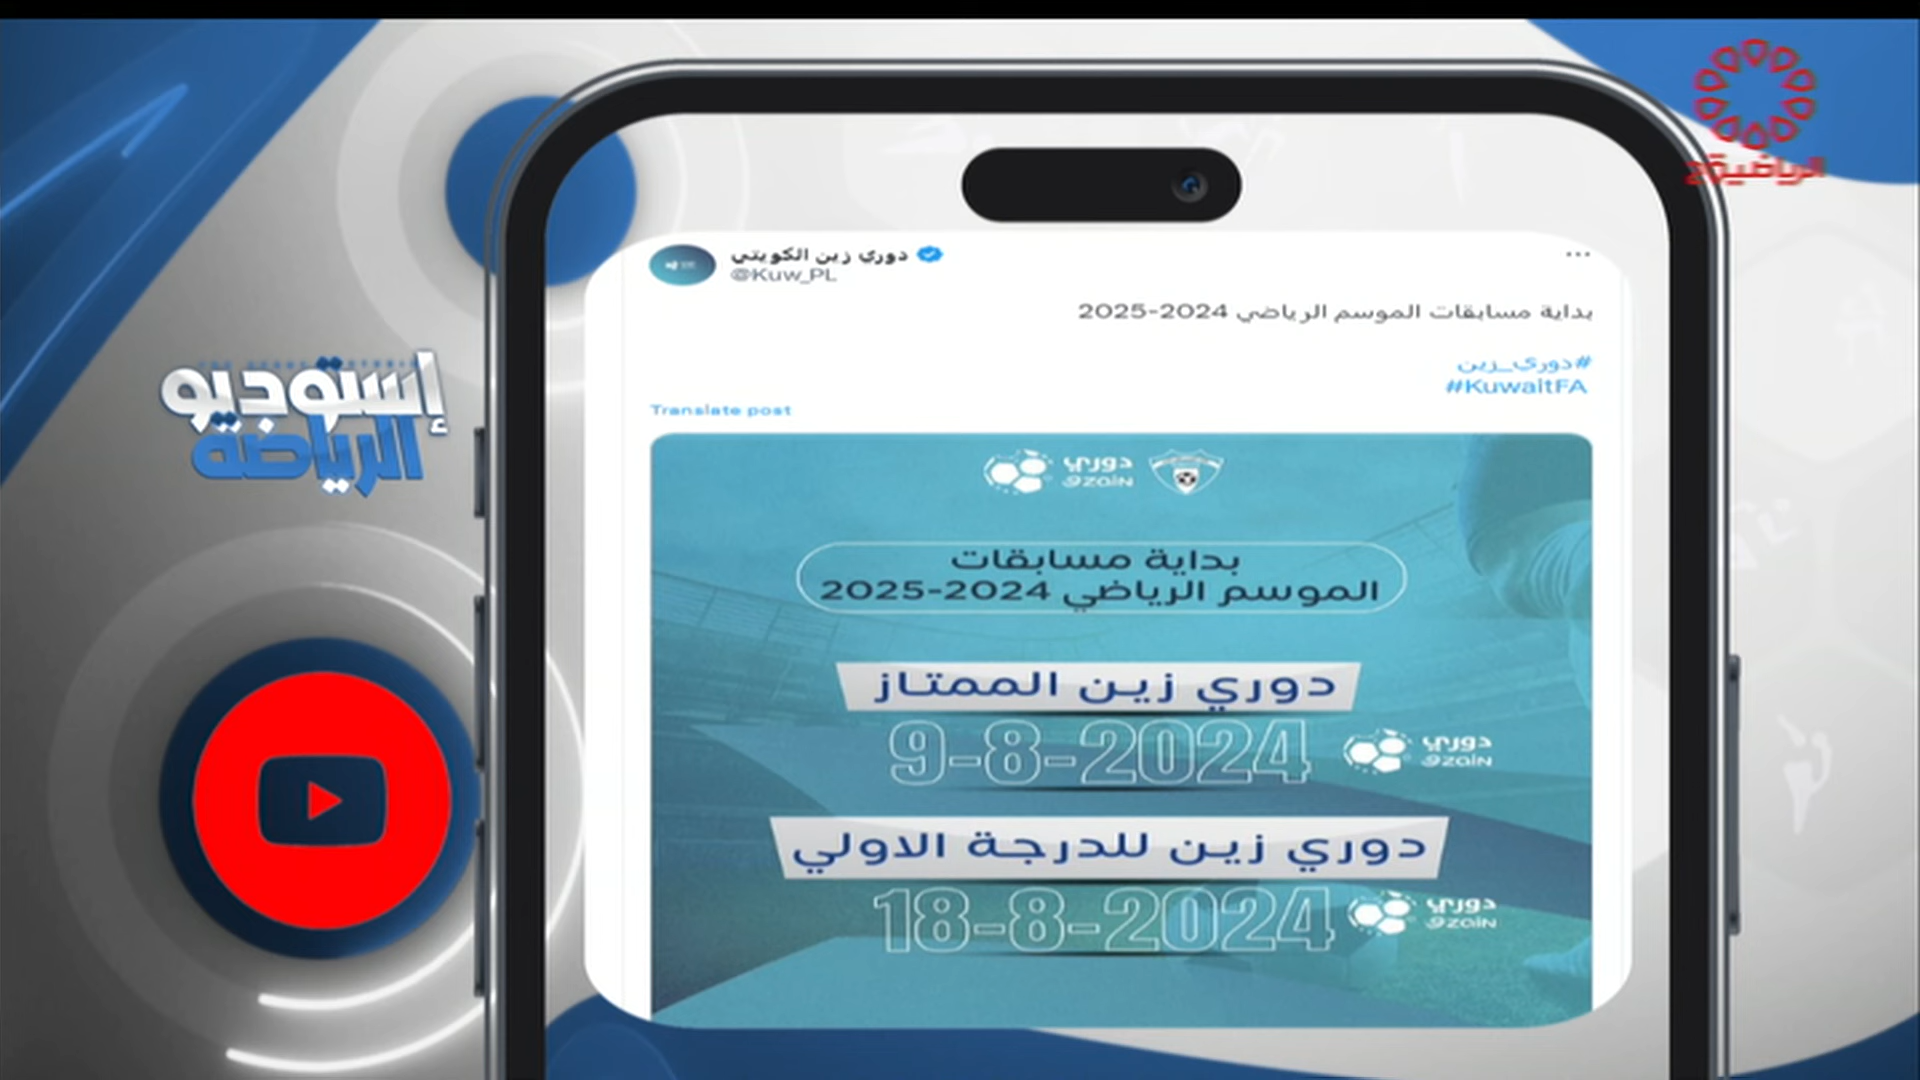 الرياضية
إستوديو
الرياضة
دوري زين الكويتي
@Kuw_PL
بداية مسابقات الموسم الرياضي 2024-2025
#دوري_زين
#KuwaitFA
Translate post
دوري
zain
بداية مسابقات
الموسم الرياضي 2024-2025
دوري زين الممتاز
9-8-2024
دوري
zain
دوري زين للدرجة الاولي
18-8-2024
دوري
zain